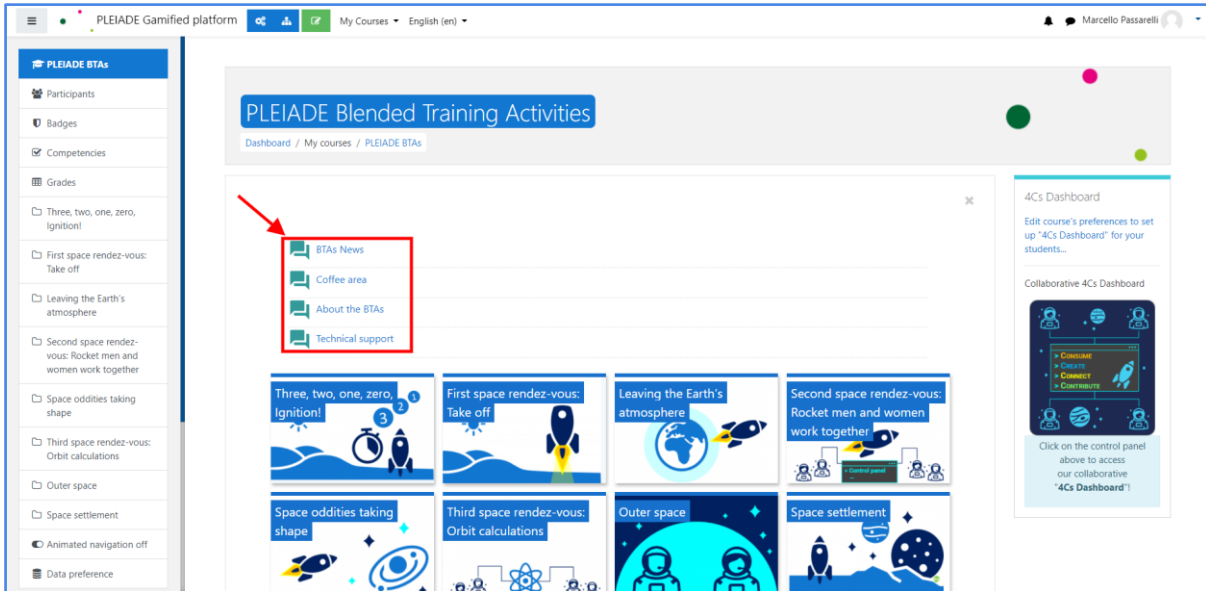 PLEIADE Gamified platform
My Courses
English (en)
Marcello Passarelli
PLEIADE BTAs
Participants
Badges
Competencies
Grades
Three, two, one, zero,
Ignition!
First space rendez-vous:
Take off
Leaving the Earth's
atmosphere
Second space rendez-
vous: Rocket men and
women work together
Space oddities taking
shape
Third space rendez-vous:
Orbit calculations
Outer space
Space settlement
Animated navigation off
Data preference
PLEIADE Blended Training Activities
Dashboard / My courses / PLEIADE BTAs
BTAs News
Coffee area
About the BTAs
Technical support
Three, two, one, zero,
Ignition!
3 2 1
First space rendez-vous:
Take off
Leaving the Earth's
atmosphere
Second space rendez-vous:
Rocket men and women
work together
> Control panel
Space oddities taking
shape
Third space rendez-vous:
Orbit calculations
Outer space
Space settlement
4Cs Dashboard
Edit course's preferences to set
up "4Cs Dashboard" for your
students...
Collaborative 4Cs Dashboard
> CONSUME
> CREATE
> CONNECT
> CONTRIBUTE
Click on the control panel
above to access
our collaborative
"4Cs Dashboard"!